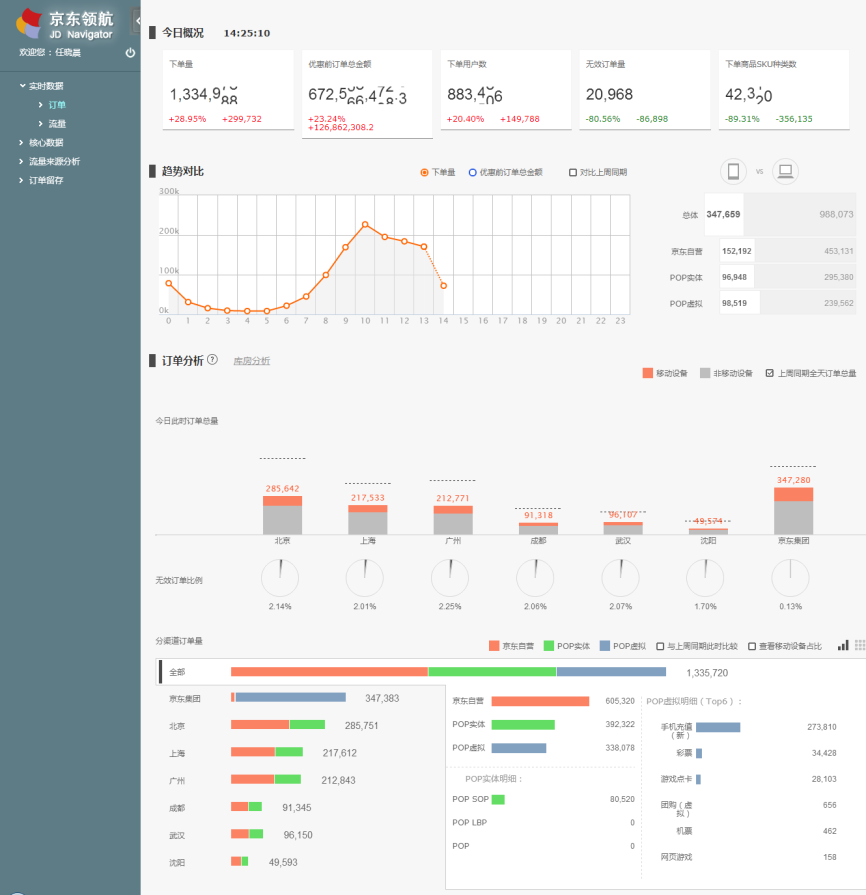 京东领航
JD Navigator
欢迎您：任晓晨
实时数据
订单
流量
核心数据
流量来源分析
订单留存
今日概况 14:25:10
下单量 优惠前订单总金额 下单用户数 无效订单量 下单商品SKU种类数
20,968
+28.95% +299,732 +23.24% +20.40% +149,788 -80.56% -86,898 -89.31% -356,135
+126,862,308.2
趋势对比 下单量 优惠前订单总金额 对比上周同期 vs
300k
200k
100k
0k
0 1 2 3 4 5 6 7 8 9 10 11 12 13 14 15 16 17 18 19 20 21 22 23
总体 347,659 988,073
京东自营 152,192 453,131
POP实体 96,948 295,380
POP虚拟 98,519 239,562
订单分析 ? 库房分析
移动设备 非移动设备 上周同期全天订单总量
今日此时订单总量
285,642 217,533 212,771 91,318 96,107 49,574 347,280
北京 上海 广州 成都 武汉 沈阳 京东集团
无效订单比例
2.14% 2.01% 2.25% 2.06% 2.07% 1.70% 0.13%
分渠道订单量
京东自营 POP实体 POP虚拟 与上周同期此时比较 查看移动设备占比
全部 1,335,720
京东集团 347,383
北京 285,751
上海 217,612
广州 212,843
成都 91,345
武汉 96,150
沈阳 49,593
京东自营 605,320
POP实体 392,322
POP虚拟 338,078
POP实体明细：
POP SOP 80,520
POP LBP 0
POP 0
POP虚拟明细（Top6）：
手机充值（新） 273,810
彩票 34,428
游戏点卡 28,103
团购（虚拟） 656
机票 462
网页游戏 158